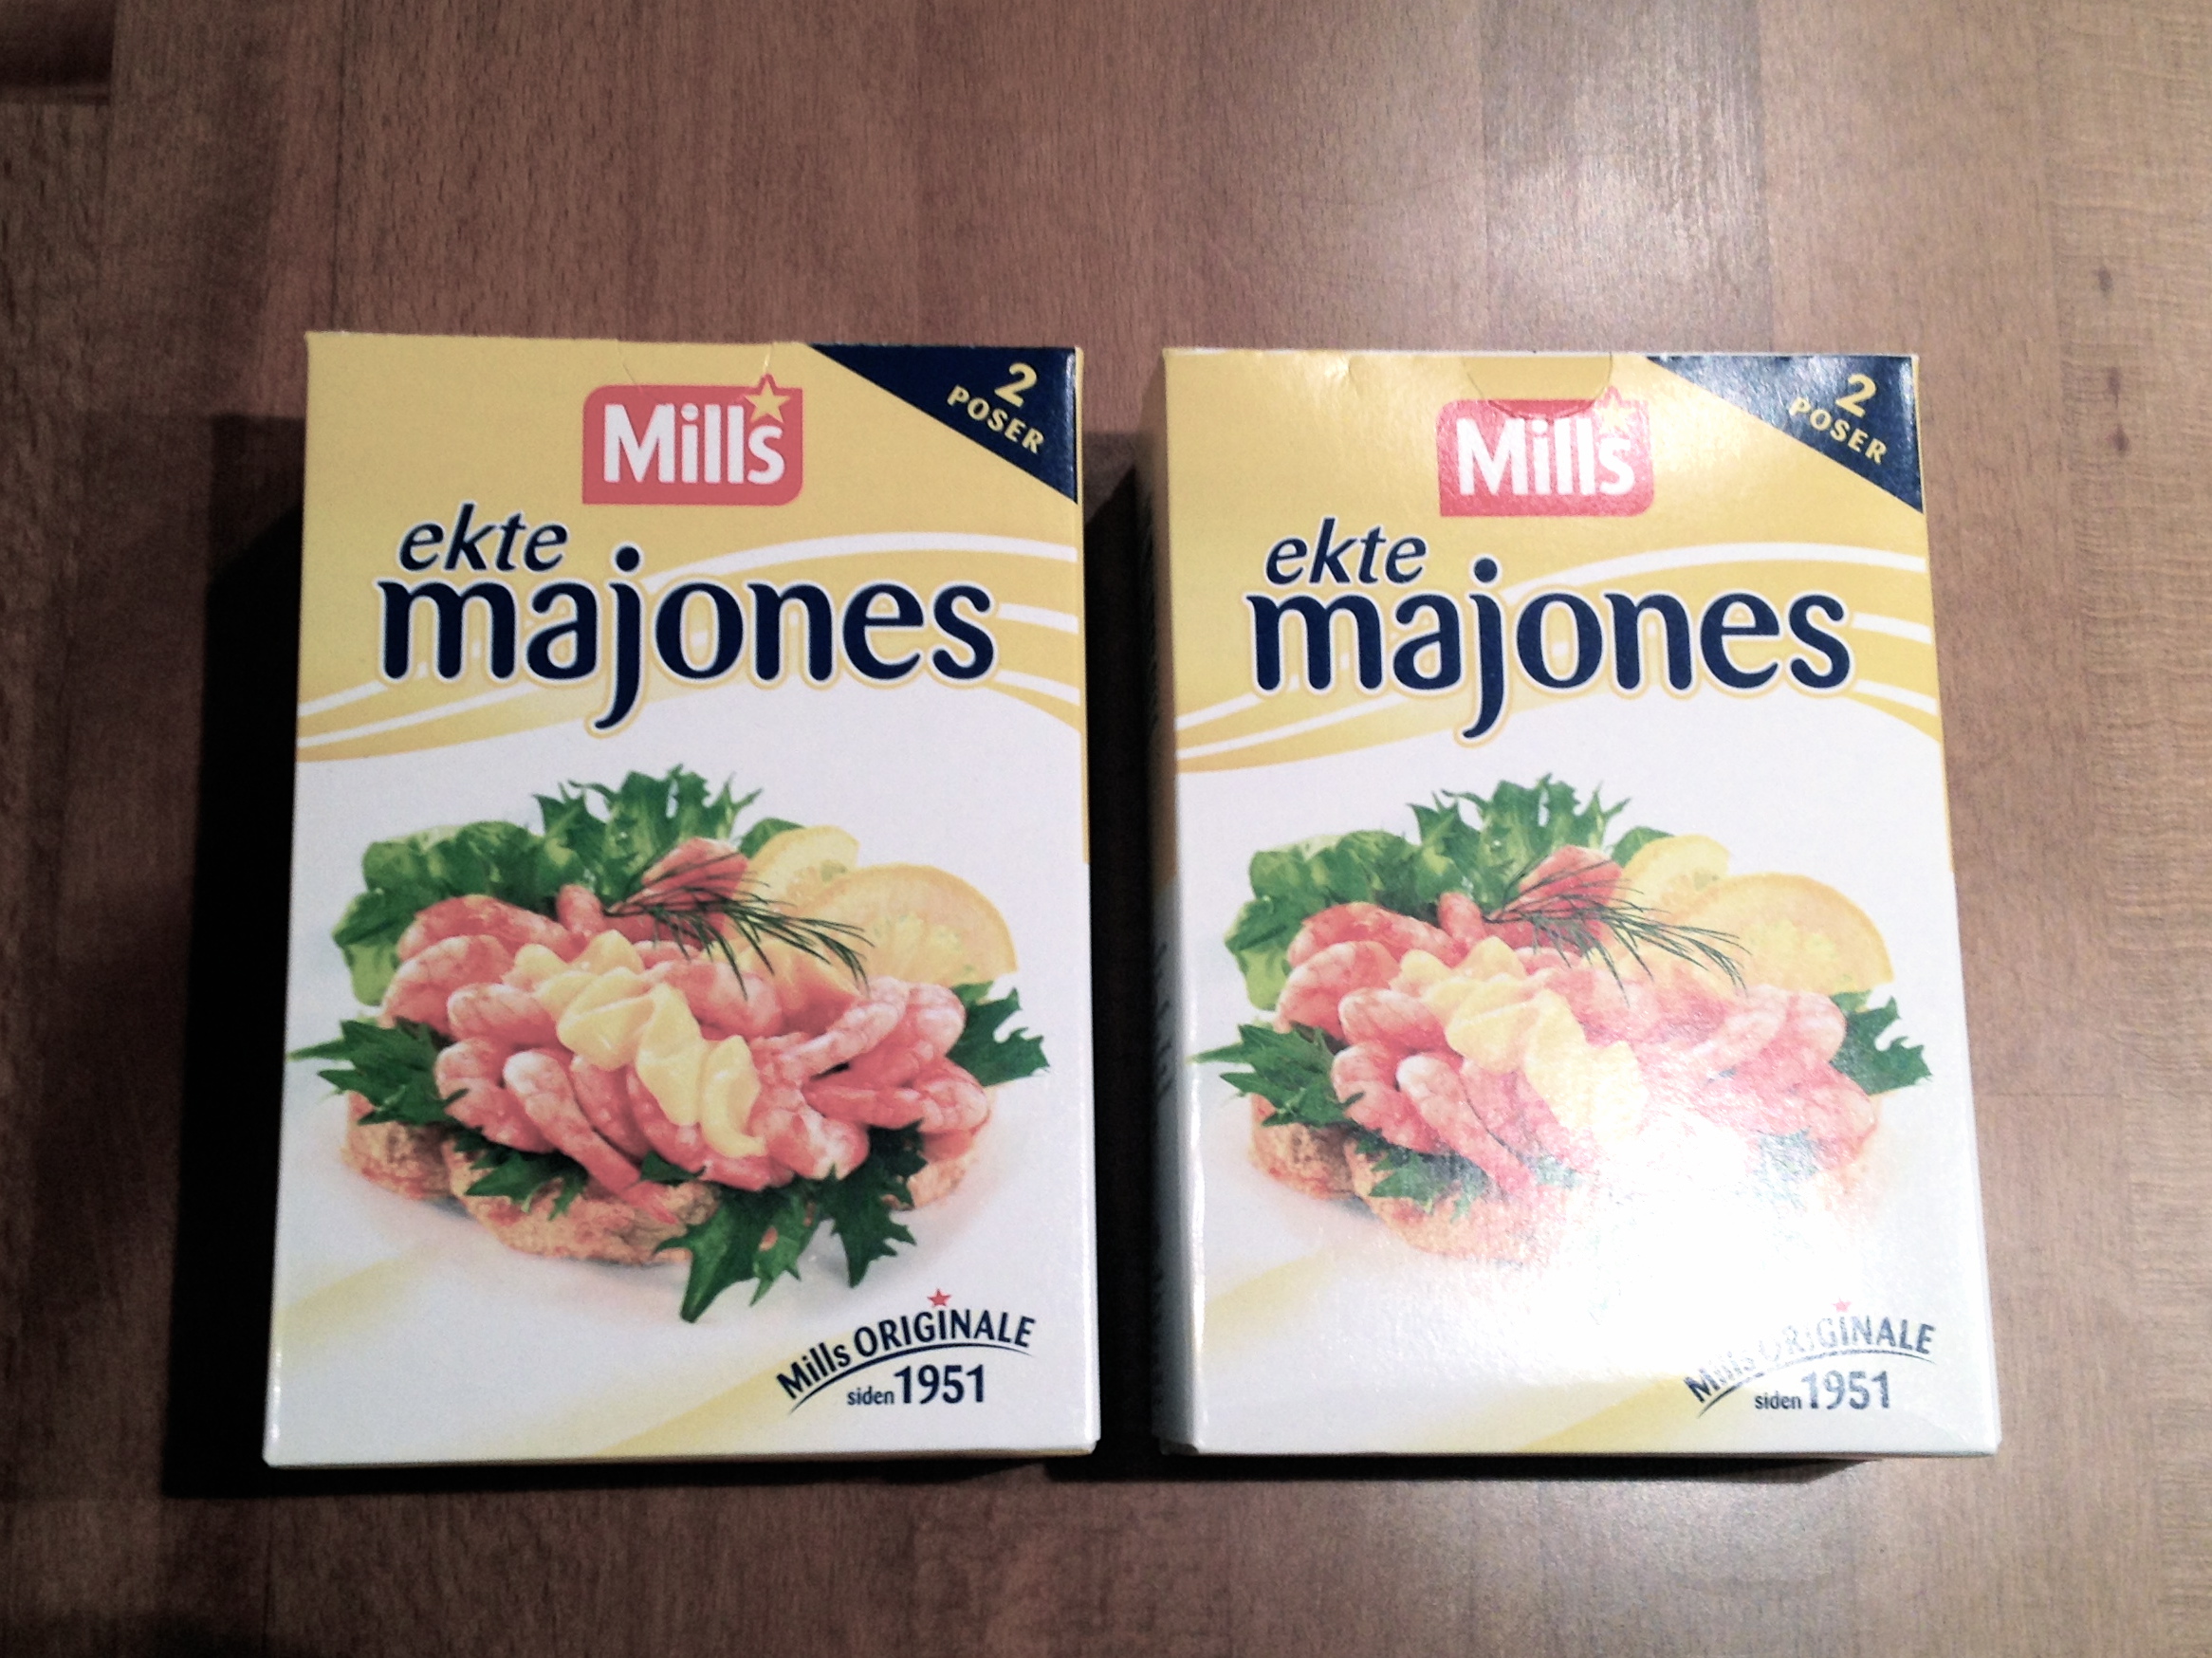 Mills
2
POSER
ekte
majones
Mills ORIGINALE
siden 1951
Mills
2
POSER
ekte
majones
Mills ORIGINALE
siden 1951